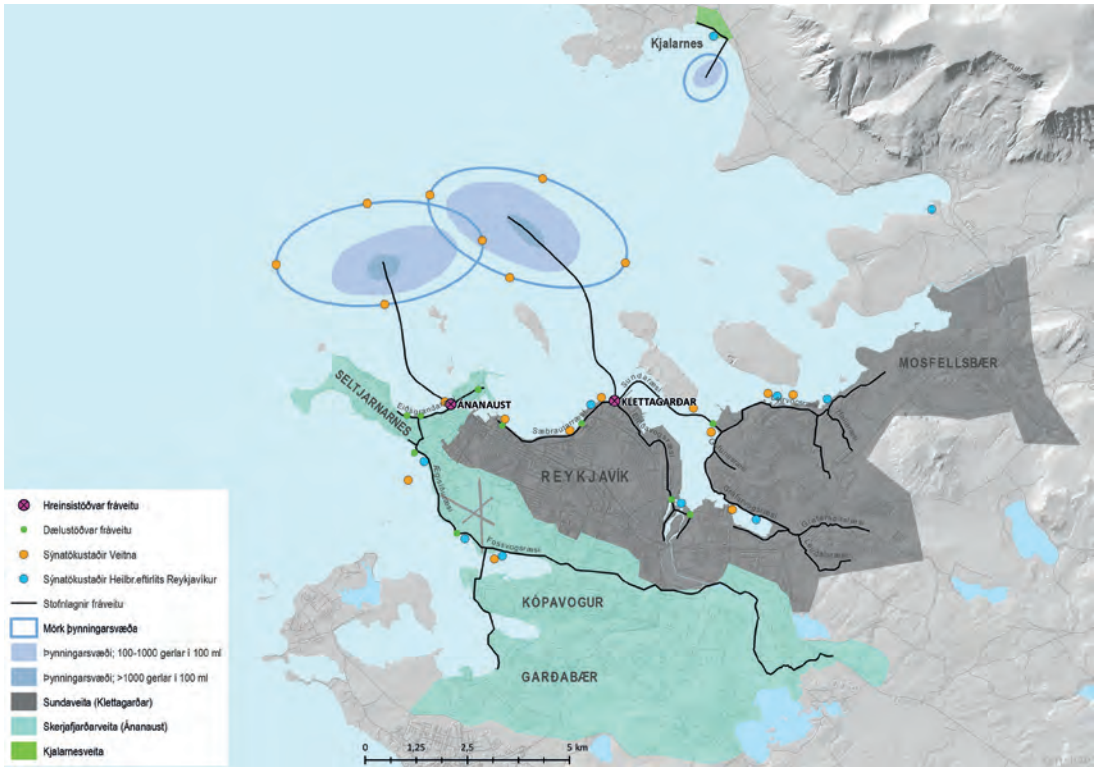 Kjalarnes
MOSFELLSBÆR
SELTJARNARNES
ÁNANAUST
KLETTAGARÐAR
Sundaræsi
REYKJAVÍK
Fossvogsræsi
KÓPAVOGUR
GARÐABÆR
Hreinsistöðvar fráveitu
Dælustöðvar fráveitu
Sýnatökustaðir Veitna
Sýnatökustaðir Heilbr.eftirlits Reykjavíkur
Stofnlagnir fráveitu
Mörk þynningarsvæða
Þynningarsvæði; 100-1000 gerlar í 100 ml
Þynningarsvæði; >1000 gerlar í 100 ml
Sundaveita (Klettagarðar)
Skerjafjarðarveita (Ánanaust)
Kjalarnesveita
0 1,25 2,5 5 km